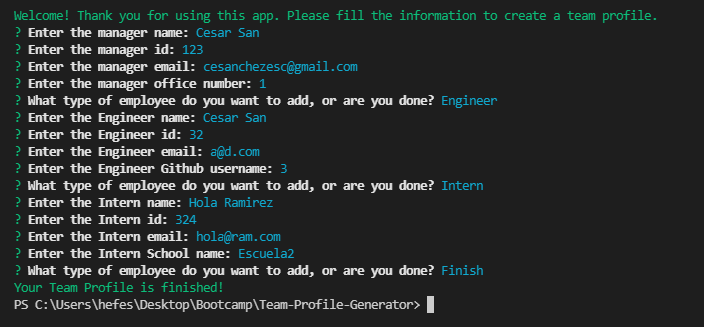 Welcome! Thank you for using this app. Please fill the information to create a team profile.
? Enter the manager name: Cesar San
? Enter the manager id: 123
? Enter the manager email: cesanchezesc@gmail.com
? Enter the manager office number: 1
? What type of employee do you want to add, or are you done? Engineer
? Enter the Engineer name: Cesar San
? Enter the Engineer id: 32
? Enter the Engineer email: a@d.com
? Enter the Engineer Github username: 3
? What type of employee do you want to add, or are you done? Intern
? Enter the Intern name: Hola Ramirez
? Enter the Intern id: 324
? Enter the Intern email: hola@ram.com
? Enter the Intern School name: Escuela2
? What type of employee do you want to add, or are you done? Finish
Your Team Profile is finished!
PS C:\Users\hefes\Desktop\Bootcamp\Team-Profile-Generator>